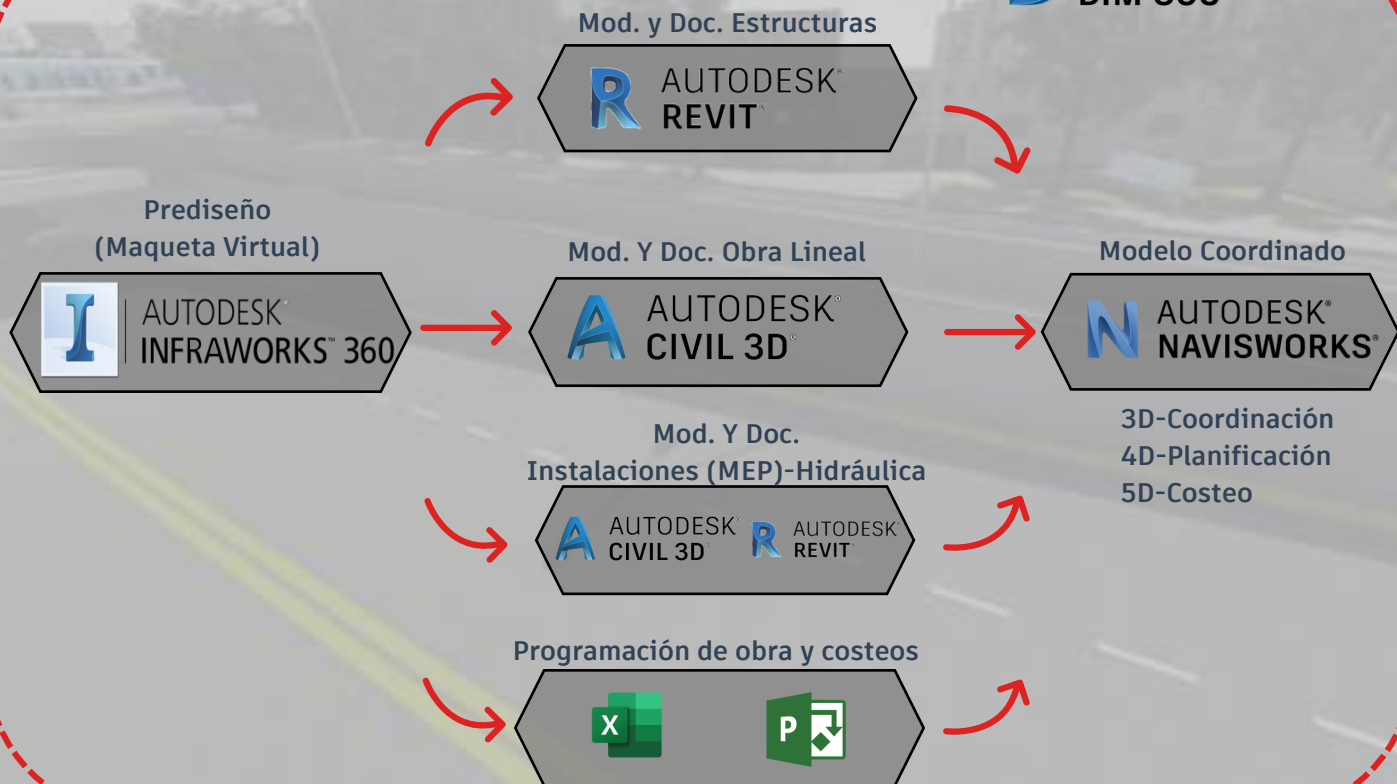 Mod. y Doc. Estructuras
AUTODESK®
REVIT®
Prediseño
(Maqueta Virtual)
AUTODESK®
INFRAWORKS™ 360
Mod. Y Doc. Obra Lineal
AUTODESK®
CIVIL 3D®
Modelo Coordinado
AUTODESK®
NAVISWORKS®
3D-Coordinación
4D-Planificación
5D-Costeo
Mod. Y Doc.
Instalaciones (MEP)-Hidráulica
AUTODESK®
CIVIL 3D®
AUTODESK®
REVIT®
Programación de obra y costeos
X
P